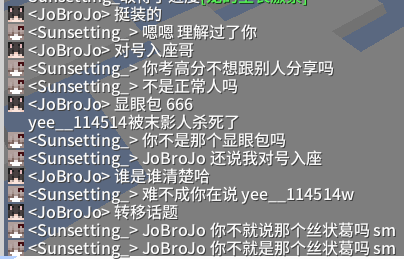 <JoBroJo> 挺装的
<Sunsetting_> 嗯嗯 理解过了你
<JoBroJo> 对号入座哥
<Sunsetting_> 你考高分不想跟别人分享吗
<Sunsetting_> 不是正常人吗
<JoBroJo> 显眼包 666
yee__114514被末影人杀死了
<Sunsetting_> 你不是那个显眼包吗
<Sunsetting_> JoBroJo 还说我对号入座
<JoBroJo> 谁是谁清楚哈
<Sunsetting_> 难不成你在说 yee__114514w
<JoBroJo> 转移话题
<Sunsetting_> JoBroJo 你不就说的那个丝状葛吗 sm
<Sunsetting_> JoBroJo 你不就是那个丝状葛吗 sm